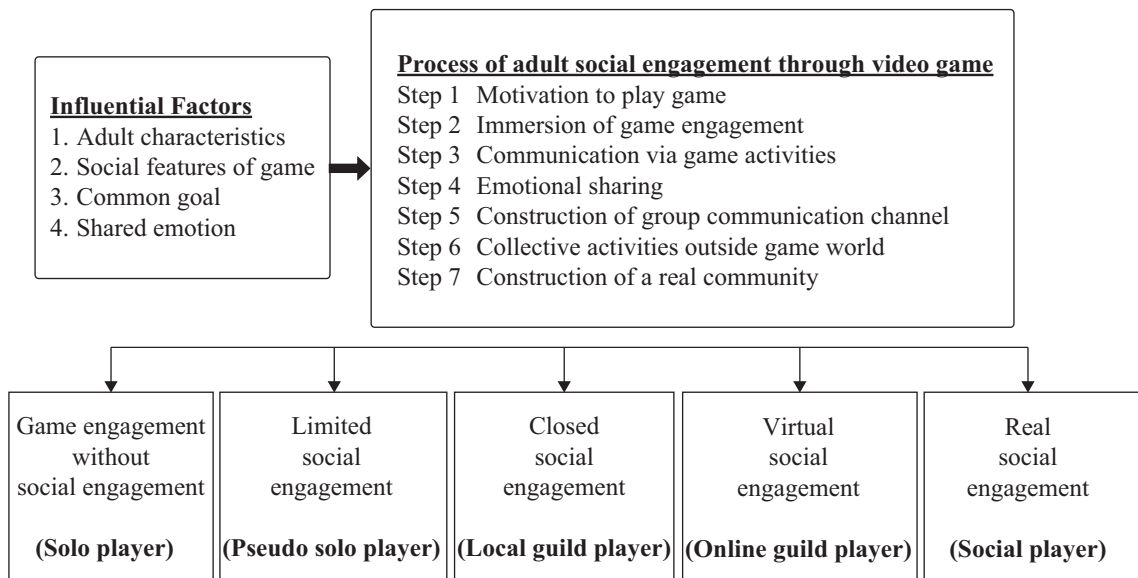 Influential Factors
1. Adult characteristics
2. Social features of game
3. Common goal
4. Shared emotion
Process of adult social engagement through video game
Step 1 Motivation to play game
Step 2 Immersion of game engagement
Step 3 Communication via game activities
Step 4 Emotional sharing
Step 5 Construction of group communication channel
Step 6 Collective activities outside game world
Step 7 Construction of a real community
Game engagement
without
social engagement
(Solo player)
Limited
social
engagement
(Pseudo solo player)
Closed
social
engagement
(Local guild player)
Virtual
social
engagement
(Online guild player)
Real
social
engagement
(Social player)